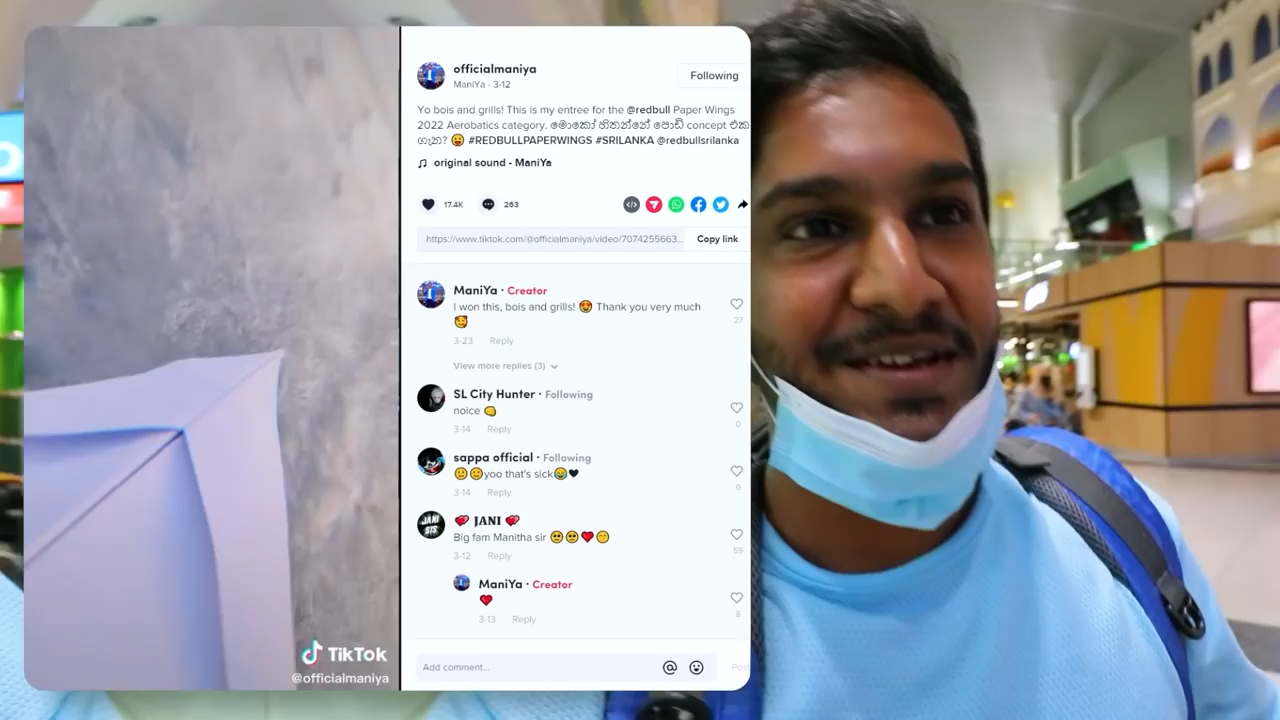 officialmaniya
ManiYa · 3-12
Following
Yo bois and grills! This is my entree for the @redbull Paper Wings
2022 Aerobatics category. මොකෝ හිතන්නේ පොඩි concept එක
ගැන? 😛 #REDBULLPAPERWINGS #SRILANKA @redbullsrilanka
♫ original sound - ManiYa
17.4K
263
https://www.tiktok.com/@officialmaniya/video/7074255663...
Copy link
ManiYa · Creator
I won this, bois and grills! 😍 Thank you very much
🥰
27
3-23 Reply
View more replies (3)
SL City Hunter · Following
noice 👊
0
3-14 Reply
sappa official · Following
🙂🙂yoo that's sick😂🖤
0
3-14 Reply
💓 JANI 💓
Big fam Manitha sir 🥺🥺❤️😁
59
3-12 Reply
ManiYa · Creator
❤️
8
3-13 Reply
Add comment...
@
TikTok
@officialmaniya